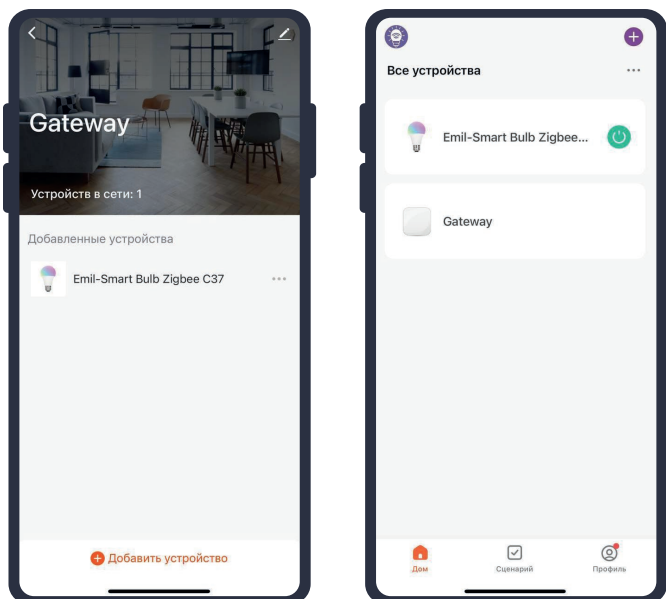 Gateway
Устройств в сети: 1
Добавленные устройства
Emil-Smart Bulb Zigbee C37
Добавить устройство
Все устройства
Emil-Smart Bulb Zigbee...
Gateway
Дом
Сценарий
Профиль